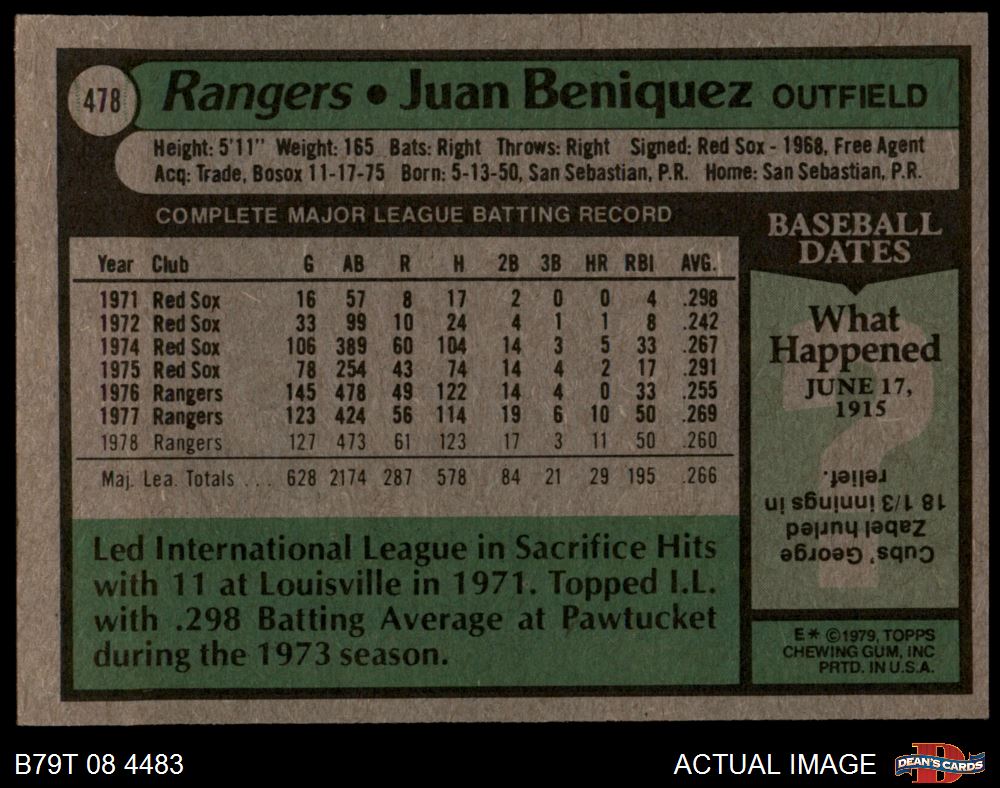 478
Rangers • Juan Beniquez OUTFIELD
Height: 5'11" Weight: 165 Bats: Right Throws: Right Signed: Red Sox - 1968, Free Agent
Acq: Trade, Bosox 11-17-75 Born: 5-13-50, San Sebastian, P.R. Home: San Sebastian, P.R.
COMPLETE MAJOR LEAGUE BATTING RECORD
Year Club G AB R H 2B 3B HR RBI AVG.
1971 Red Sox 16 57 8 17 2 0 0 4 .298
1972 Red Sox 33 99 10 24 4 1 1 8 .242
1974 Red Sox 106 389 60 104 14 3 5 33 .267
1975 Red Sox 78 254 43 74 14 4 2 17 .291
1976 Rangers 145 478 49 122 14 4 0 33 .255
1977 Rangers 123 424 56 114 19 6 10 50 .269
1978 Rangers 127 473 61 123 17 3 11 50 .260
Maj. Lea. Totals . . . 628 2174 287 578 84 21 29 195 .266
Led International League in Sacrifice Hits
with 11 at Louisville in 1971. Topped I.L.
with .298 Batting Average at Pawtucket
during the 1973 season.
BASEBALL
DATES
What
Happened
JUNE 17,
1915
?
Cubs' George
Zabel hurled
18 1/3 innings in
relief.
E* ©1979, TOPPS
CHEWING GUM, INC
PRTD. IN U.S.A.
B79T 08 4483
ACTUAL IMAGE
D
DEAN'S CARDS